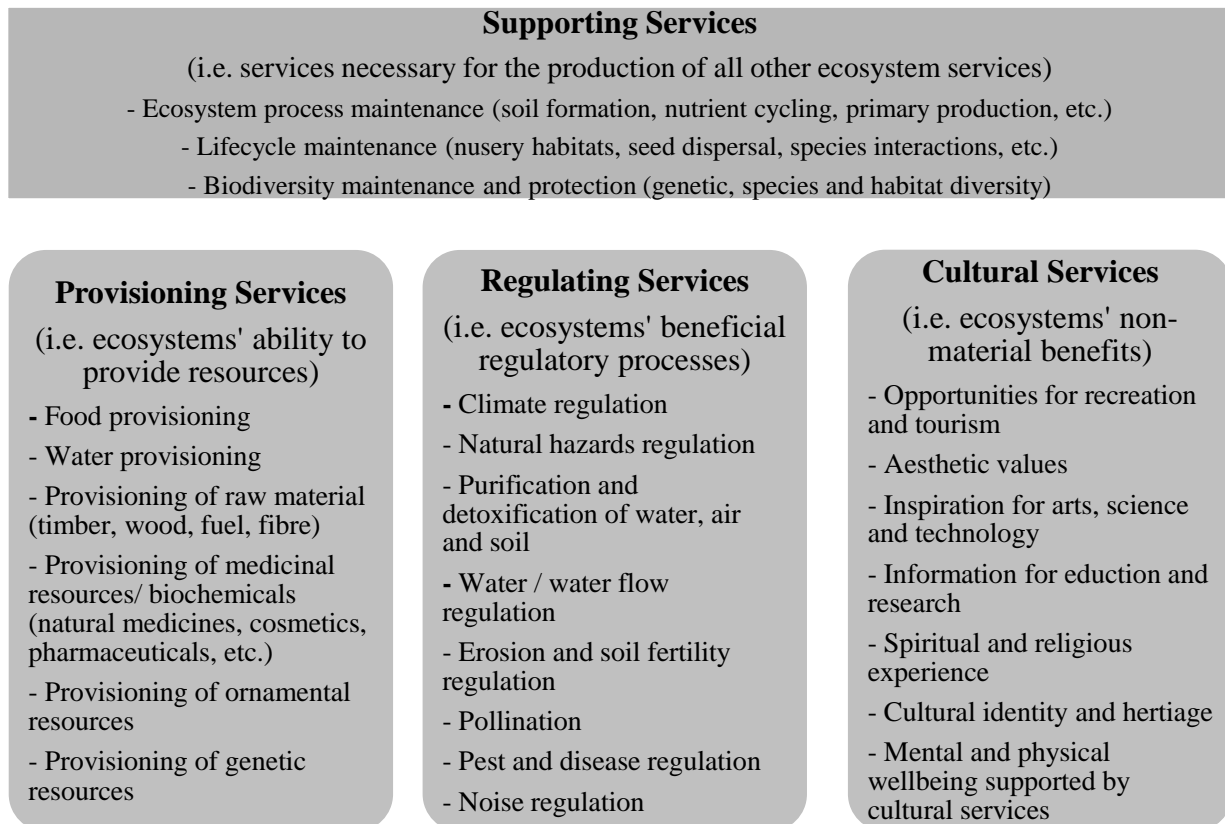 Supporting Services
(i.e. services necessary for the production of all other ecosystem services)
- Ecosystem process maintenance (soil formation, nutrient cycling, primary production, etc.)
- Lifecycle maintenance (nusery habitats, seed dispersal, species interactions, etc.)
- Biodiversity maintenance and protection (genetic, species and habitat diversity)
Provisioning Services
(i.e. ecosystems' ability to
provide resources)
- Food provisioning
- Water provisioning
- Provisioning of raw material
(timber, wood, fuel, fibre)
- Provisioning of medicinal
resources/ biochemicals
(natural medicines, cosmetics,
pharmaceuticals, etc.)
- Provisioning of ornamental
resources
- Provisioning of genetic
resources
Regulating Services
(i.e. ecosystems' beneficial
regulatory processes)
- Climate regulation
- Natural hazards regulation
- Purification and
detoxification of water, air
and soil
- Water / water flow
regulation
- Erosion and soil fertility
regulation
- Pollination
- Pest and disease regulation
- Noise regulation
Cultural Services
(i.e. ecosystems' non-
material benefits)
- Opportunities for recreation
and tourism
- Aesthetic values
- Inspiration for arts, science
and technology
- Information for eduction and
research
- Spiritual and religious
experience
- Cultural identity and hertiage
- Mental and physical
wellbeing supported by
cultural services